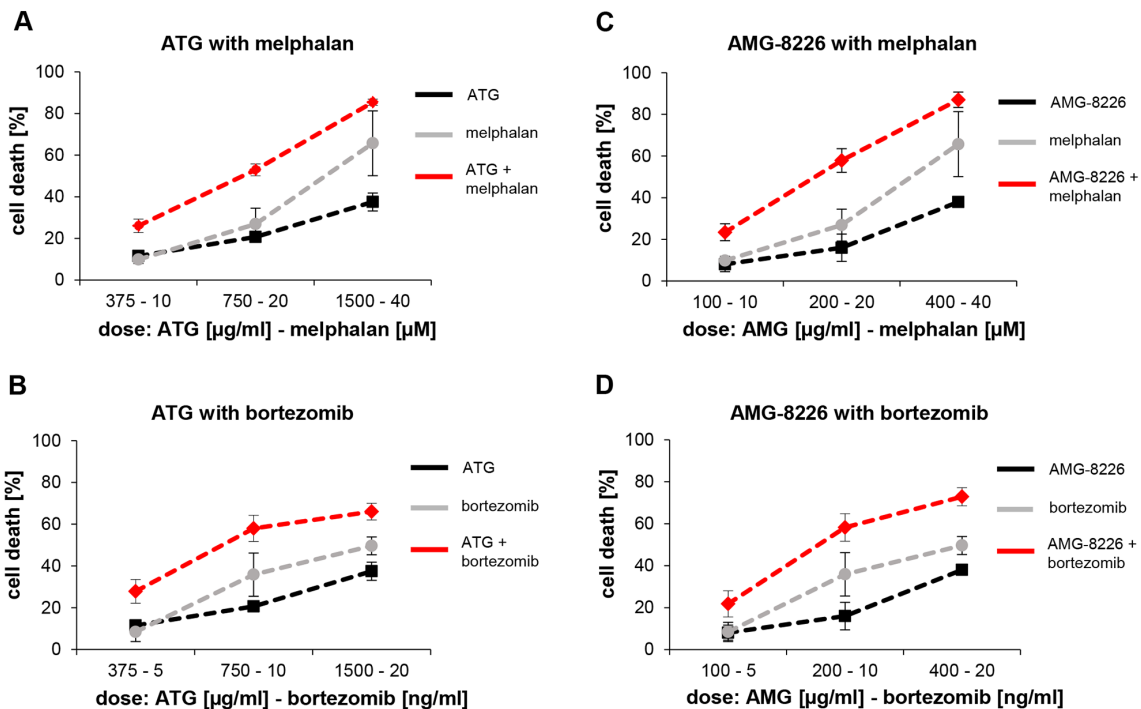 A
ATG with melphalan
cell death [%]
100
80
60
40
20
0
375 - 10
750 - 20
1500 - 40
dose: ATG [µg/ml] - melphalan [µM]
ATG
melphalan
ATG +
melphalan
C
AMG-8226 with melphalan
cell death [%]
100
80
60
40
20
0
100 - 10
200 - 20
400 - 40
dose: AMG [µg/ml] - melphalan [µM]
AMG-8226
melphalan
AMG-8226 +
melphalan
B
ATG with bortezomib
cell death [%]
100
80
60
40
20
0
375 - 5
750 - 10
1500 - 20
dose: ATG [µg/ml] - bortezomib [ng/ml]
ATG
bortezomib
ATG +
bortezomib
D
AMG-8226 with bortezomib
cell death [%]
100
80
60
40
20
0
100 - 5
200 - 10
400 - 20
dose: AMG [µg/ml] - bortezomib [ng/ml]
AMG-8226
bortezomib
AMG-8226 +
bortezomib